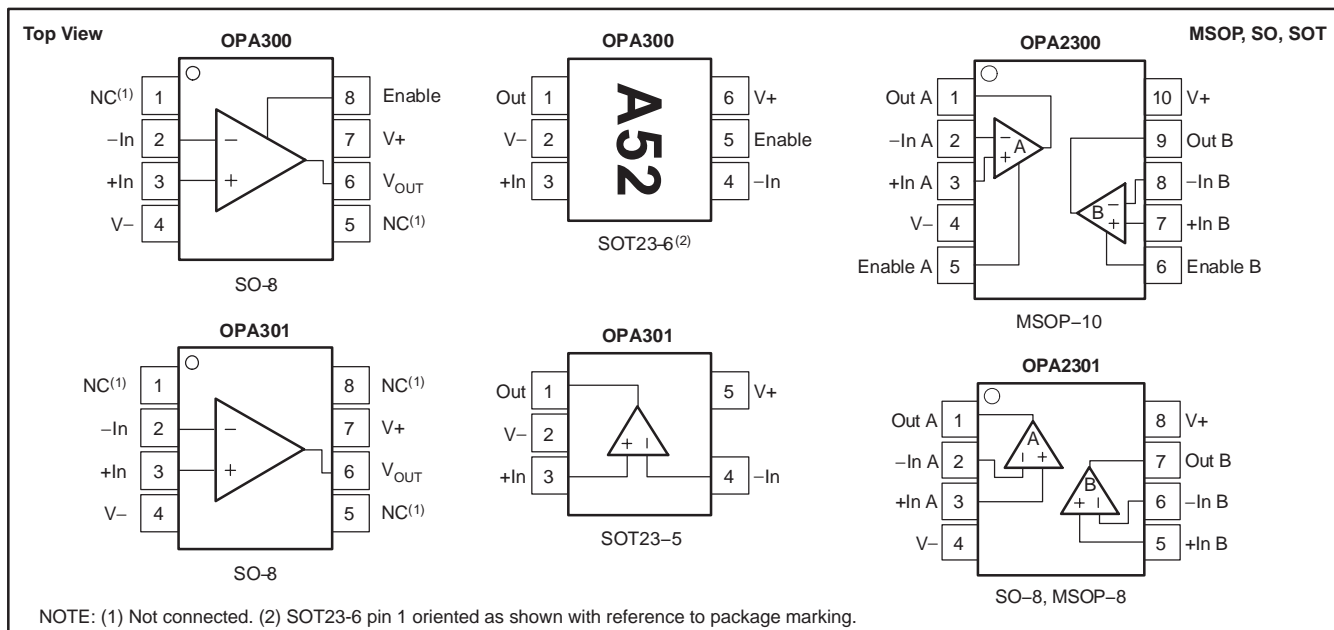 Top View
MSOP, SO, SOT
OPA300
NC(1) 1
–In 2
+In 3
V– 4
8 Enable
7 V+
6 VOUT
5 NC(1)
– +
SO-8
OPA300
Out 1
V– 2
+In 3
A52
6 V+
5 Enable
4 –In
SOT23-6(2)
OPA2300
Out A 1
–In A 2
+In A 3
V– 4
Enable A 5
– + A
– + B
10 V+
9 Out B
8 –In B
7 +In B
6 Enable B
MSOP–10
OPA301
NC(1) 1
–In 2
+In 3
V– 4
– +
8 NC(1)
7 V+
6 VOUT
5 NC(1)
SO–8
OPA301
Out 1
V– 2
+In 3
+ –
5 V+
4 –In
SOT23–5
OPA2301
Out A 1
–In A 2
+In A 3
V– 4
A – +
B + –
8 V+
7 Out B
6 –In B
5 +In B
SO–8, MSOP–8
NOTE: (1) Not connected. (2) SOT23-6 pin 1 oriented as shown with reference to package marking.